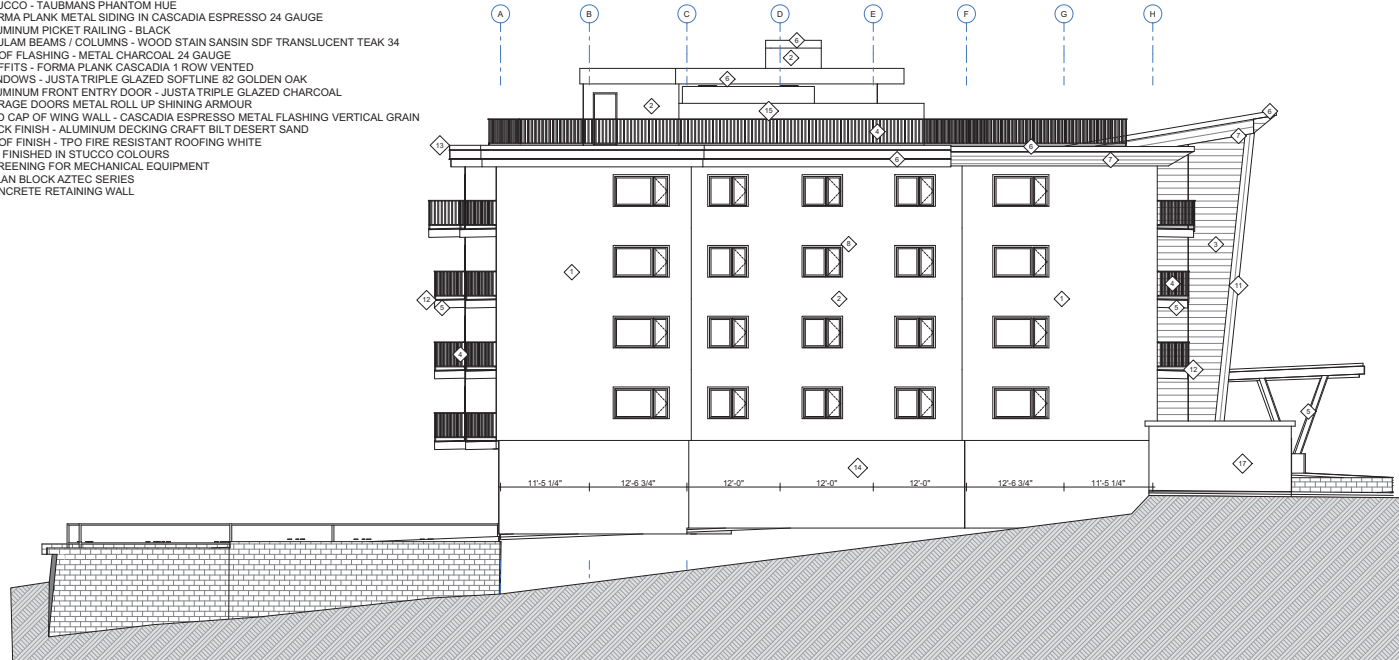 UCCO - TAUBMANS PHANTOM HUE
RMA PLANK METAL SIDING IN CASCADIA ESPRESSO 24 GAUGE
UMINUM PICKET RAILING - BLACK
ULAM BEAMS / COLUMNS - WOOD STAIN SANSIN SDF TRANSLUCENT TEAK 34
OF FLASHING - METAL CHARCOAL 24 GAUGE
FFITS - FORMA PLANK CASCADIA 1 ROW VENTED
NDOWS - JUSTA TRIPLE GLAZED SOFTLINE 82 GOLDEN OAK
UMINUM FRONT ENTRY DOOR - JUSTA TRIPLE GLAZED CHARCOAL
RAGE DOORS METAL ROLL UP SHINING ARMOUR
D CAP OF WING WALL - CASCADIA ESPRESSO METAL FLASHING VERTICAL GRAIN
CK FINISH - ALUMINUM DECKING CRAFT BILT DESERT SAND
OF FINISH - TPO FIRE RESISTANT ROOFING WHITE
FINISHED IN STUCCO COLOURS
REENING FOR MECHANICAL EQUIPMENT
LAN BLOCK AZTEC SERIES
NCRETE RETAINING WALL
A B C D E F G H
6
2
6
2
15
6
4
7
13
6
6
7
8
3
1
2
1
4
11
12
5
5
4
12
5
14
17
11'-5 1/4" 12'-6 3/4" 12'-0" 12'-0" 12'-0" 12'-6 3/4" 11'-5 1/4"